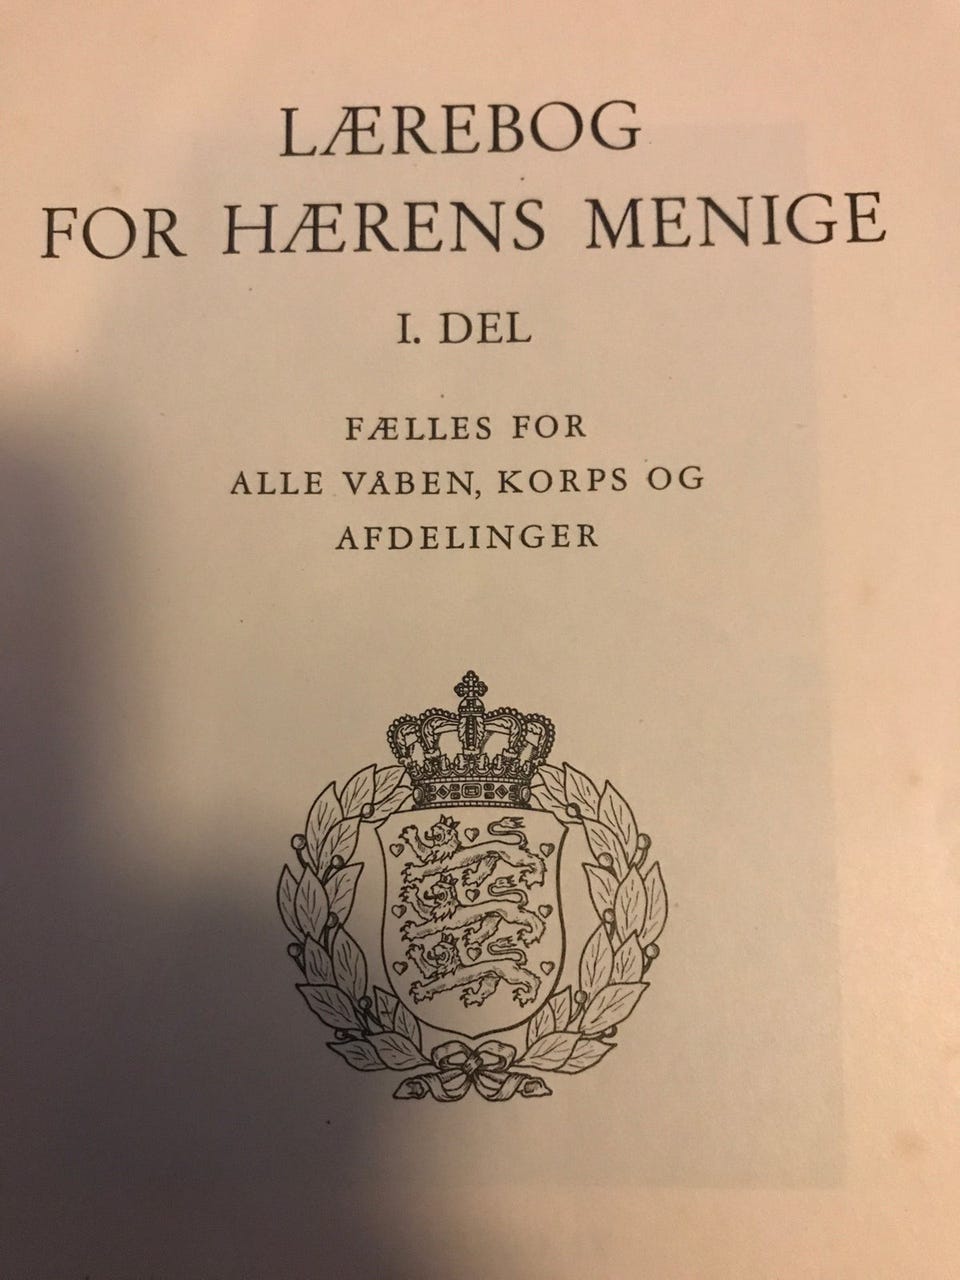 LÆREBOG
FOR HÆRENS MENIGE
I. DEL
FÆLLES FOR
ALLE VÅBEN, KORPS OG
AFDELINGER